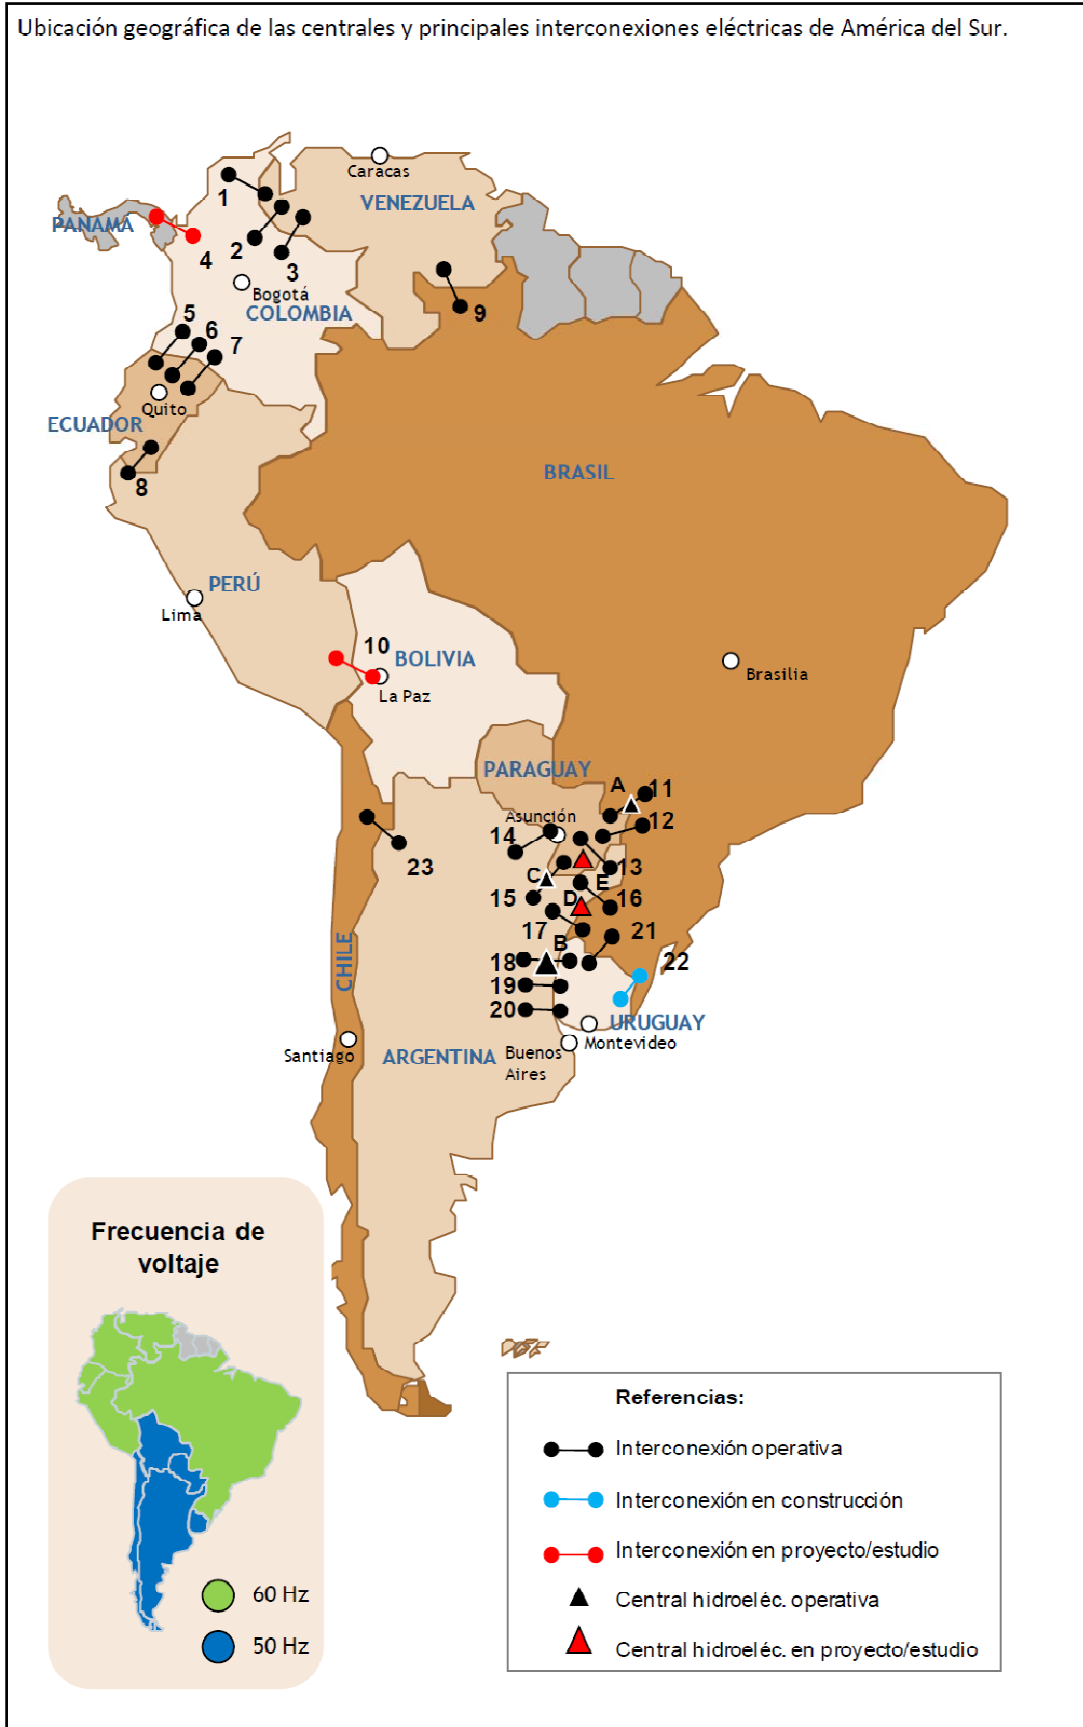 Ubicación geográfica de las centrales y principales interconexiones eléctricas de América del Sur.
Caracas
VENEZUELA
1
PANAMÁ
2
3
4
Bogotá
COLOMBIA
9
5
6
7
Quito
ECUADOR
8
BRASIL
PERÚ
Lima
10
BOLIVIA
La Paz
Brasilia
PARAGUAY
A
11
Asunción
12
14
13
23
C
E
15
D
16
17
21
B
18
22
CHILE
19
20
URUGUAY
Montevideo
Santiago
ARGENTINA
Buenos
Aires
Frecuencia de
voltaje
60 Hz
50 Hz
Referencias:
Interconexión operativa
Interconexión en construcción
Interconexión en proyecto/estudio
Central hidroeléc. operativa
Central hidroeléc. en proyecto/estudio